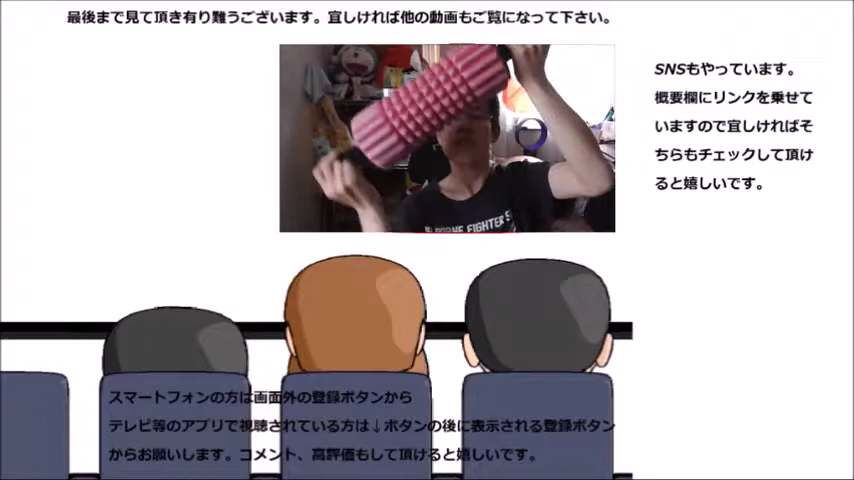 最後まで見て頂き有り難うございます。宜しければ他の動画もご覧になって下さい。
SNSもやっています。
概要欄にリンクを乗せて
いますので宜しければそ
ちらもチェックして頂け
ると嬉しいです。
FIGHTER
スマートフォンの方は画面外の登録ボタンから
テレビ等のアプリで視聴されている方は↓ボタンの後に表示される登録ボタン
からお願いします。コメント、高評価もして頂けると嬉しいです。